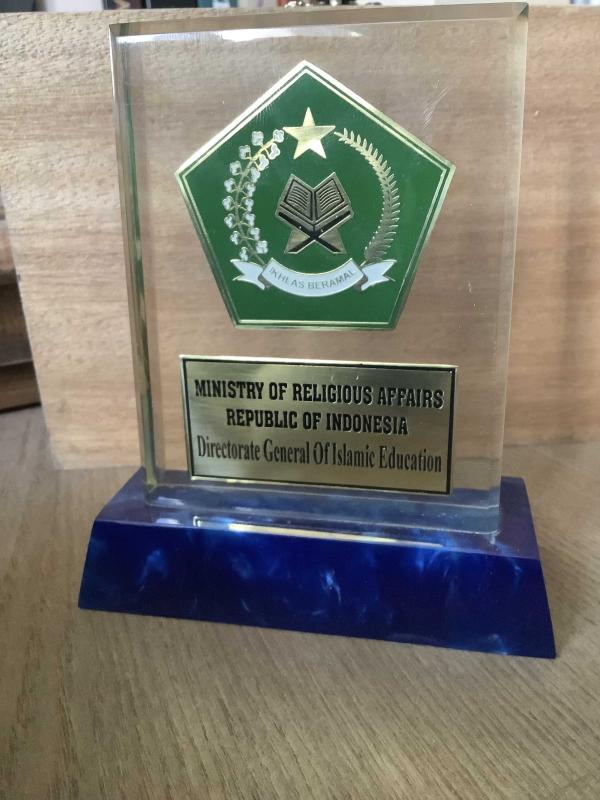 IKHLAS BERAMAL
MINISTRY OF RELIGIOUS AFFAIRS
REPUBLIC OF INDONESIA
Directorate General Of Islamic Education